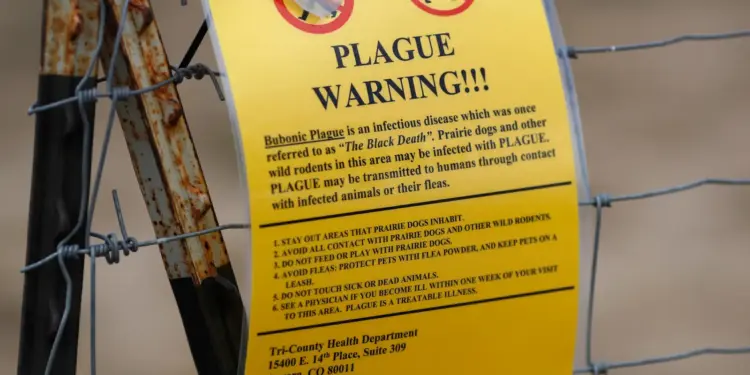 PLAGUE
WARNING!!!
Bubonic Plague is an infectious disease which was once
referred to as "The Black Death". Prairie dogs and other
wild rodents in this area may be infected with PLAGUE.
PLAGUE may be transmitted to humans through contact
with infected animals or their fleas.
1. STAY OUT AREAS THAT PRAIRIE DOGS INHABIT.
2. AVOID ALL CONTACT WITH PRAIRIE DOGS AND OTHER WILD RODENTS.
3. DO NOT FEED OR PLAY WITH PRAIRIE DOGS.
4. AVOID FLEAS: PROTECT PETS WITH FLEA POWDER, AND KEEP PETS ON A
LEASH.
5. DO NOT TOUCH SICK OR DEAD ANIMALS.
6. SEE A PHYSICIAN IF YOU BECOME ILL WITHIN ONE WEEK OF YOUR VISIT
TO THIS AREA. PLAGUE IS A TREATABLE ILLNESS.
Tri-County Health Department
15400 E. 14th Place, Suite 309
CO 80011